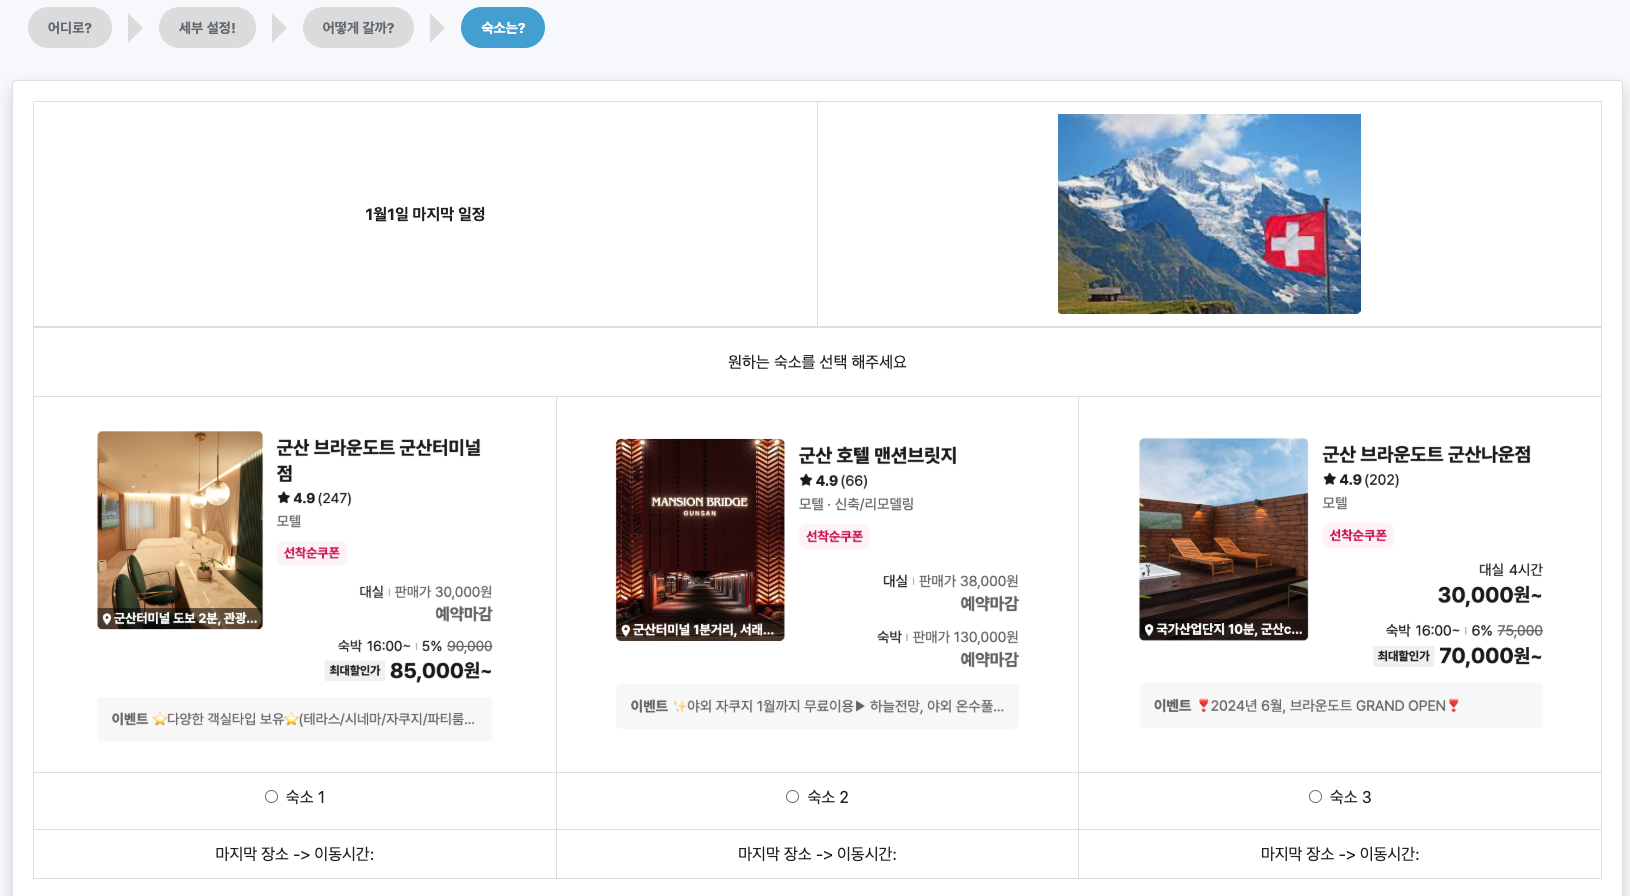 어디로?
세부 설정!
어떻게 갈까?
숙소는?
1월1일 마지막 일정
원하는 숙소를 선택 해주세요
군산 브라운도트 군산터미널
점
★ 4.9 (247)
모텔
선착순쿠폰
대실 | 판매가 30,000원
예약마감
숙박 16:00~ | 5% 90,000
최대할인가 85,000원~
군산터미널 도보 2분, 관광...
이벤트 ⭐다양한 객실타입 보유⭐(테라스/시네마/자쿠지/파티룸...
MANSION BRIDGE
GUNSAN
군산 호텔 맨션브릿지
★ 4.9 (66)
모텔 · 신축/리모델링
선착순쿠폰
대실 | 판매가 38,000원
예약마감
숙박 | 판매가 130,000원
예약마감
군산터미널 1분거리, 서래...
이벤트 ✨야외 자쿠지 1월까지 무료이용▶ 하늘전망, 야외 온수풀...
군산 브라운도트 군산나운점
★ 4.9 (202)
모텔
선착순쿠폰
대실 4시간
30,000원~
숙박 16:00~ | 6% 75,000
최대할인가 70,000원~
국가산업단지 10분, 군산c...
이벤트 ❣2024년 6월, 브라운도트 GRAND OPEN❣
숙소 1
숙소 2
숙소 3
마지막 장소 -> 이동시간:
마지막 장소 -> 이동시간:
마지막 장소 -> 이동시간: